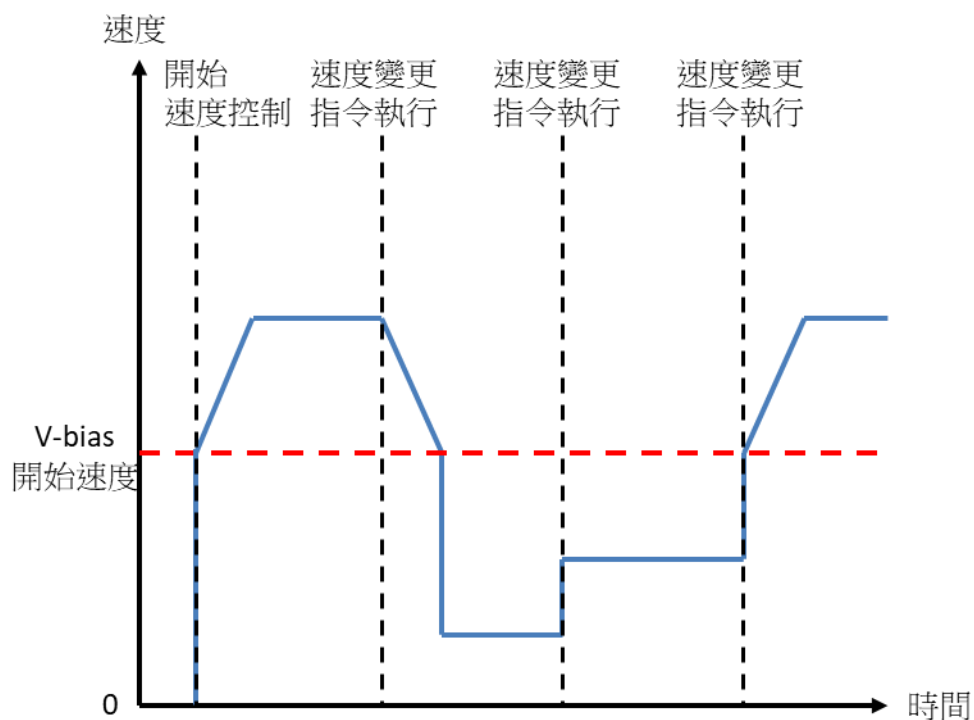 速度
開始
速度控制
速度變更
指令執行
速度變更
指令執行
速度變更
指令執行
V-bias
開始速度
0
時間